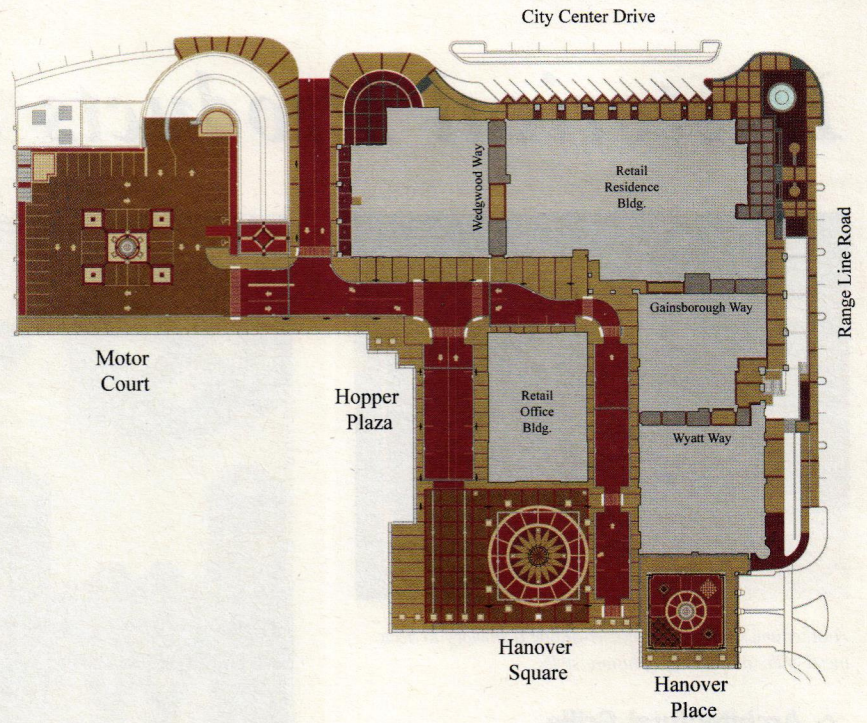 City Center Drive
Wedgwood Way
Retail
Residence
Bldg.
Range Line Road
Gainsborough Way
Motor
Court
Hopper
Plaza
Retail
Office
Bldg.
Wyatt Way
Hanover
Square
Hanover
Place